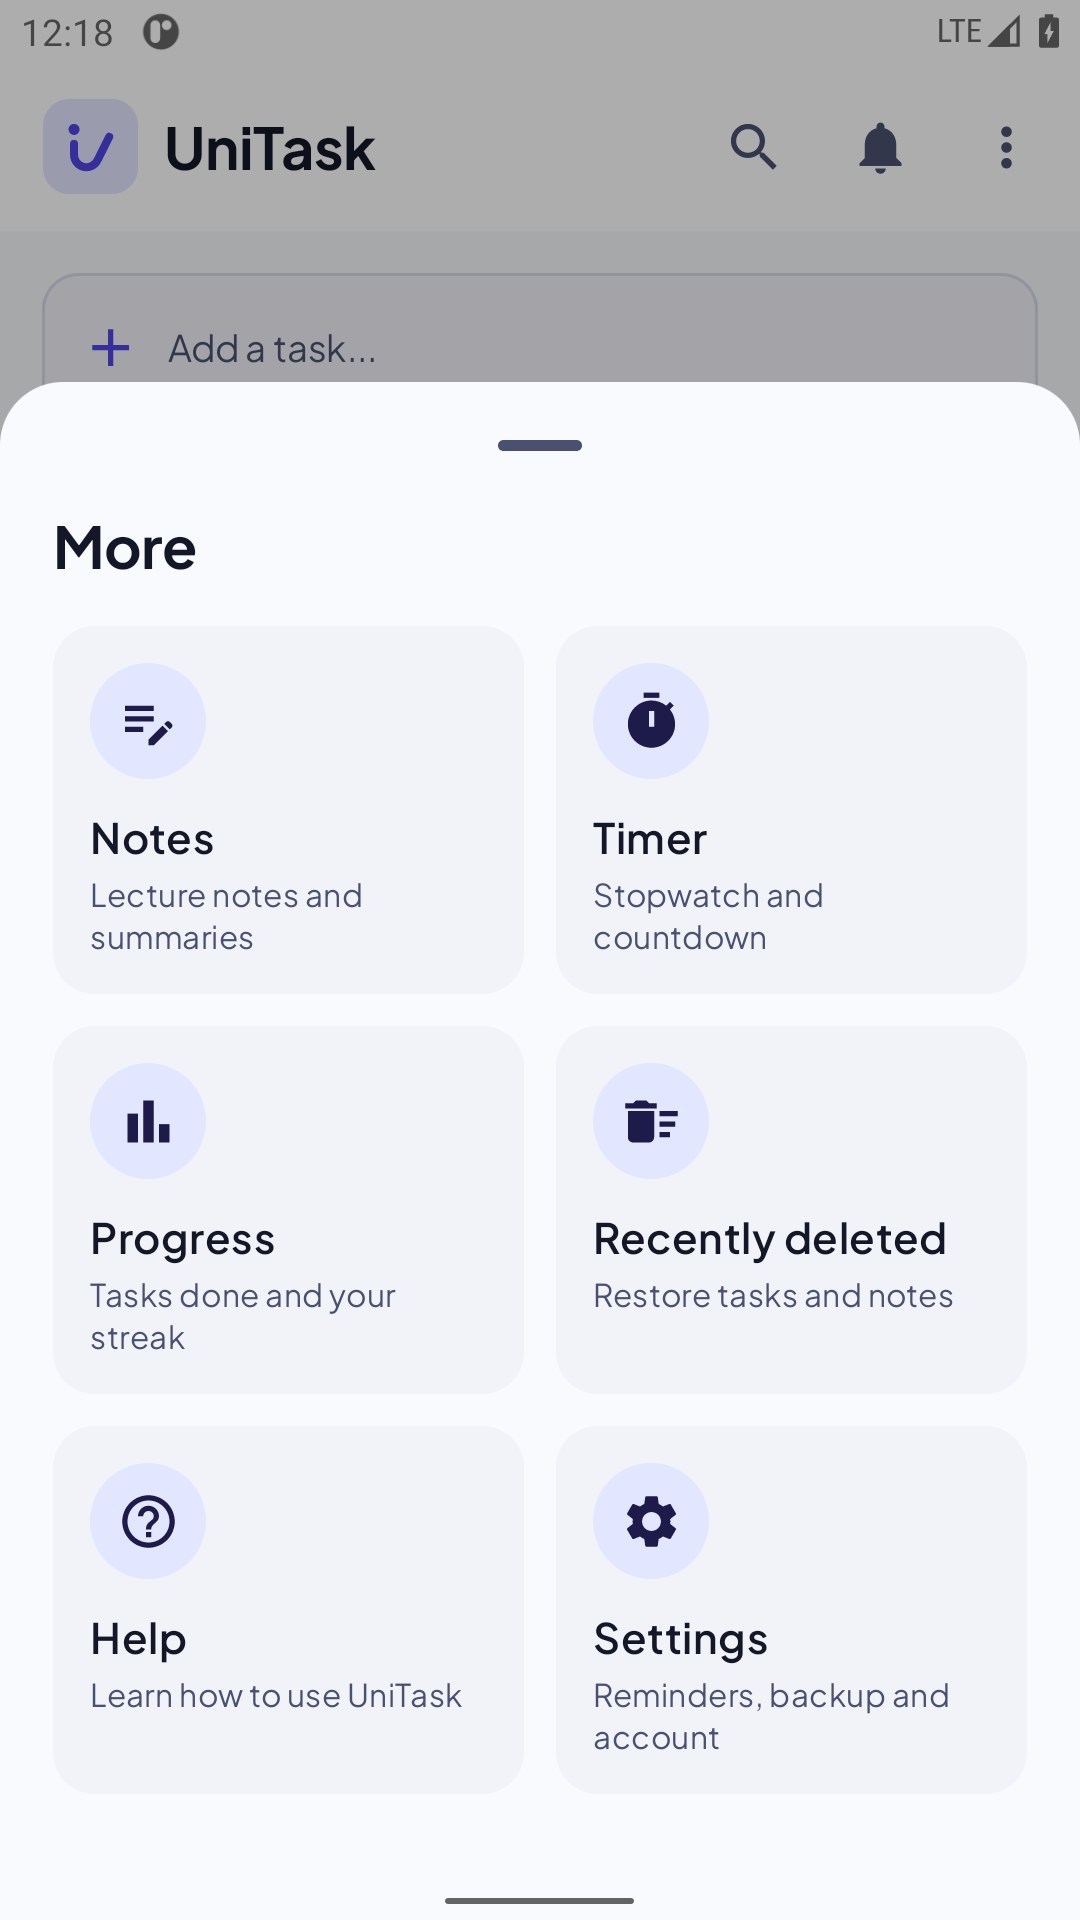 12:18
LTE
UniTask
Add a task...
More
Notes
Lecture notes and
summaries
Timer
Stopwatch and
countdown
Progress
Tasks done and your
streak
Recently deleted
Restore tasks and notes
Help
Learn how to use UniTask
Settings
Reminders, backup and
account